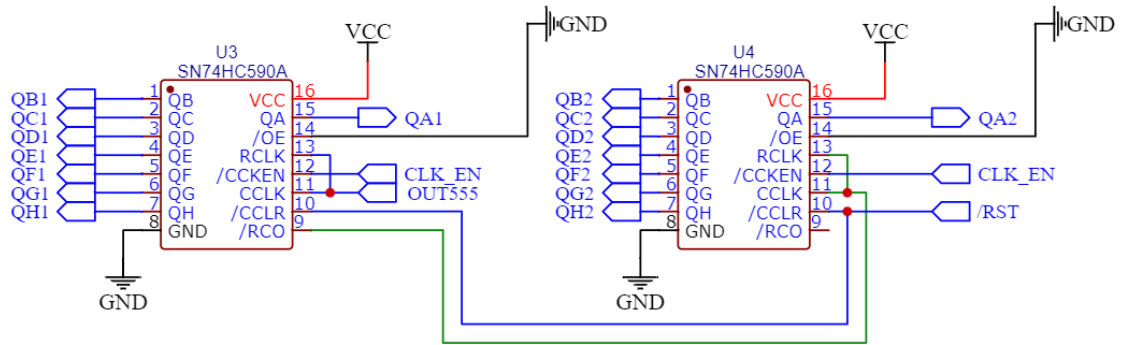 GND
GND
VCC
VCC
U3
U4
SN74HC590A
SN74HC590A
QB1 1 QB VCC 16
QC1 2 QC QA 15 QA1
QD1 3 QD /OE 14
QE1 4 QE RCLK 13
QF1 5 QF /CCKEN 12 CLK_EN
QG1 6 QG CCLK 11 OUT555
QH1 7 QH /CCLR 10
8 GND /RCO 9
GND
QB2 1 QB VCC 16
QC2 2 QC QA 15 QA2
QD2 3 QD /OE 14
QE2 4 QE RCLK 13
QF2 5 QF /CCKEN 12 CLK_EN
QG2 6 QG CCLK 11
QH2 7 QH /CCLR 10 /RST
8 GND /RCO 9
GND